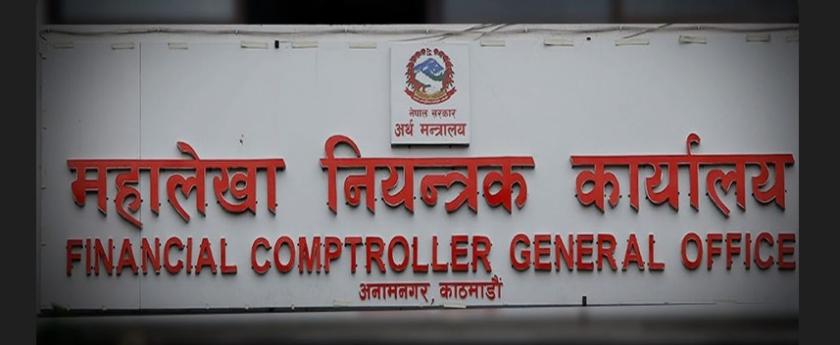 नेपाल सरकार
अर्थ मन्त्रालय
महालेखा नियन्त्रक कार्यालय
FINANCIAL COMPTROLLER GENERAL OFFICE
अनामनगर, काठमाडौं